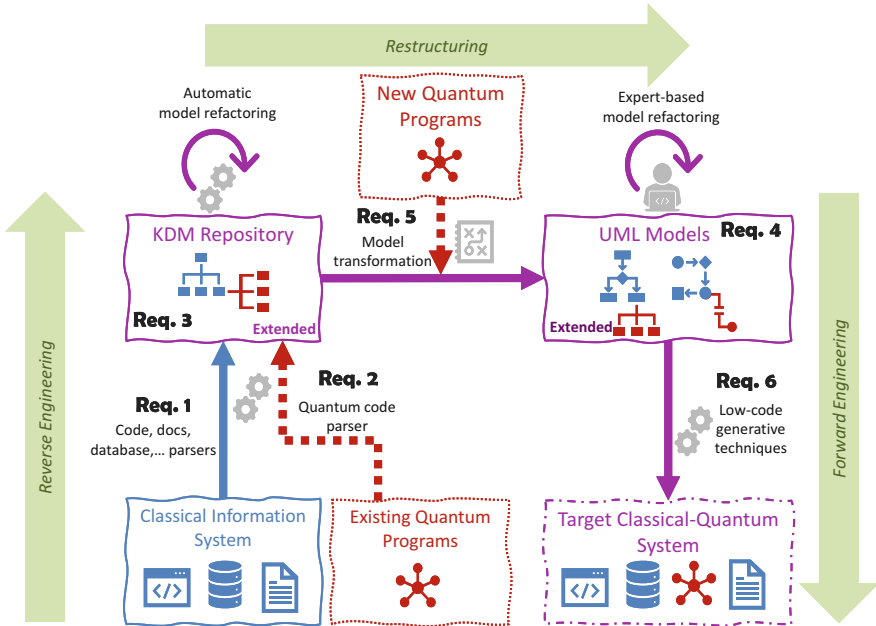 Restructuring
Automatic
model refactoring
New Quantum
Programs
Expert-based
model refactoring
</>
KDM Repository
Req. 3
Extended
Req. 5
Model
transformation
UML Models
Req. 4
Extended
Reverse Engineering
Forward Engineering
Req. 1
Code, docs,
database,... parsers
Req. 2
Quantum code
parser
Req. 6
Low-code
generative
techniques
Classical Information
System
</>
Existing Quantum
Programs
Target Classical-Quantum
System
</>